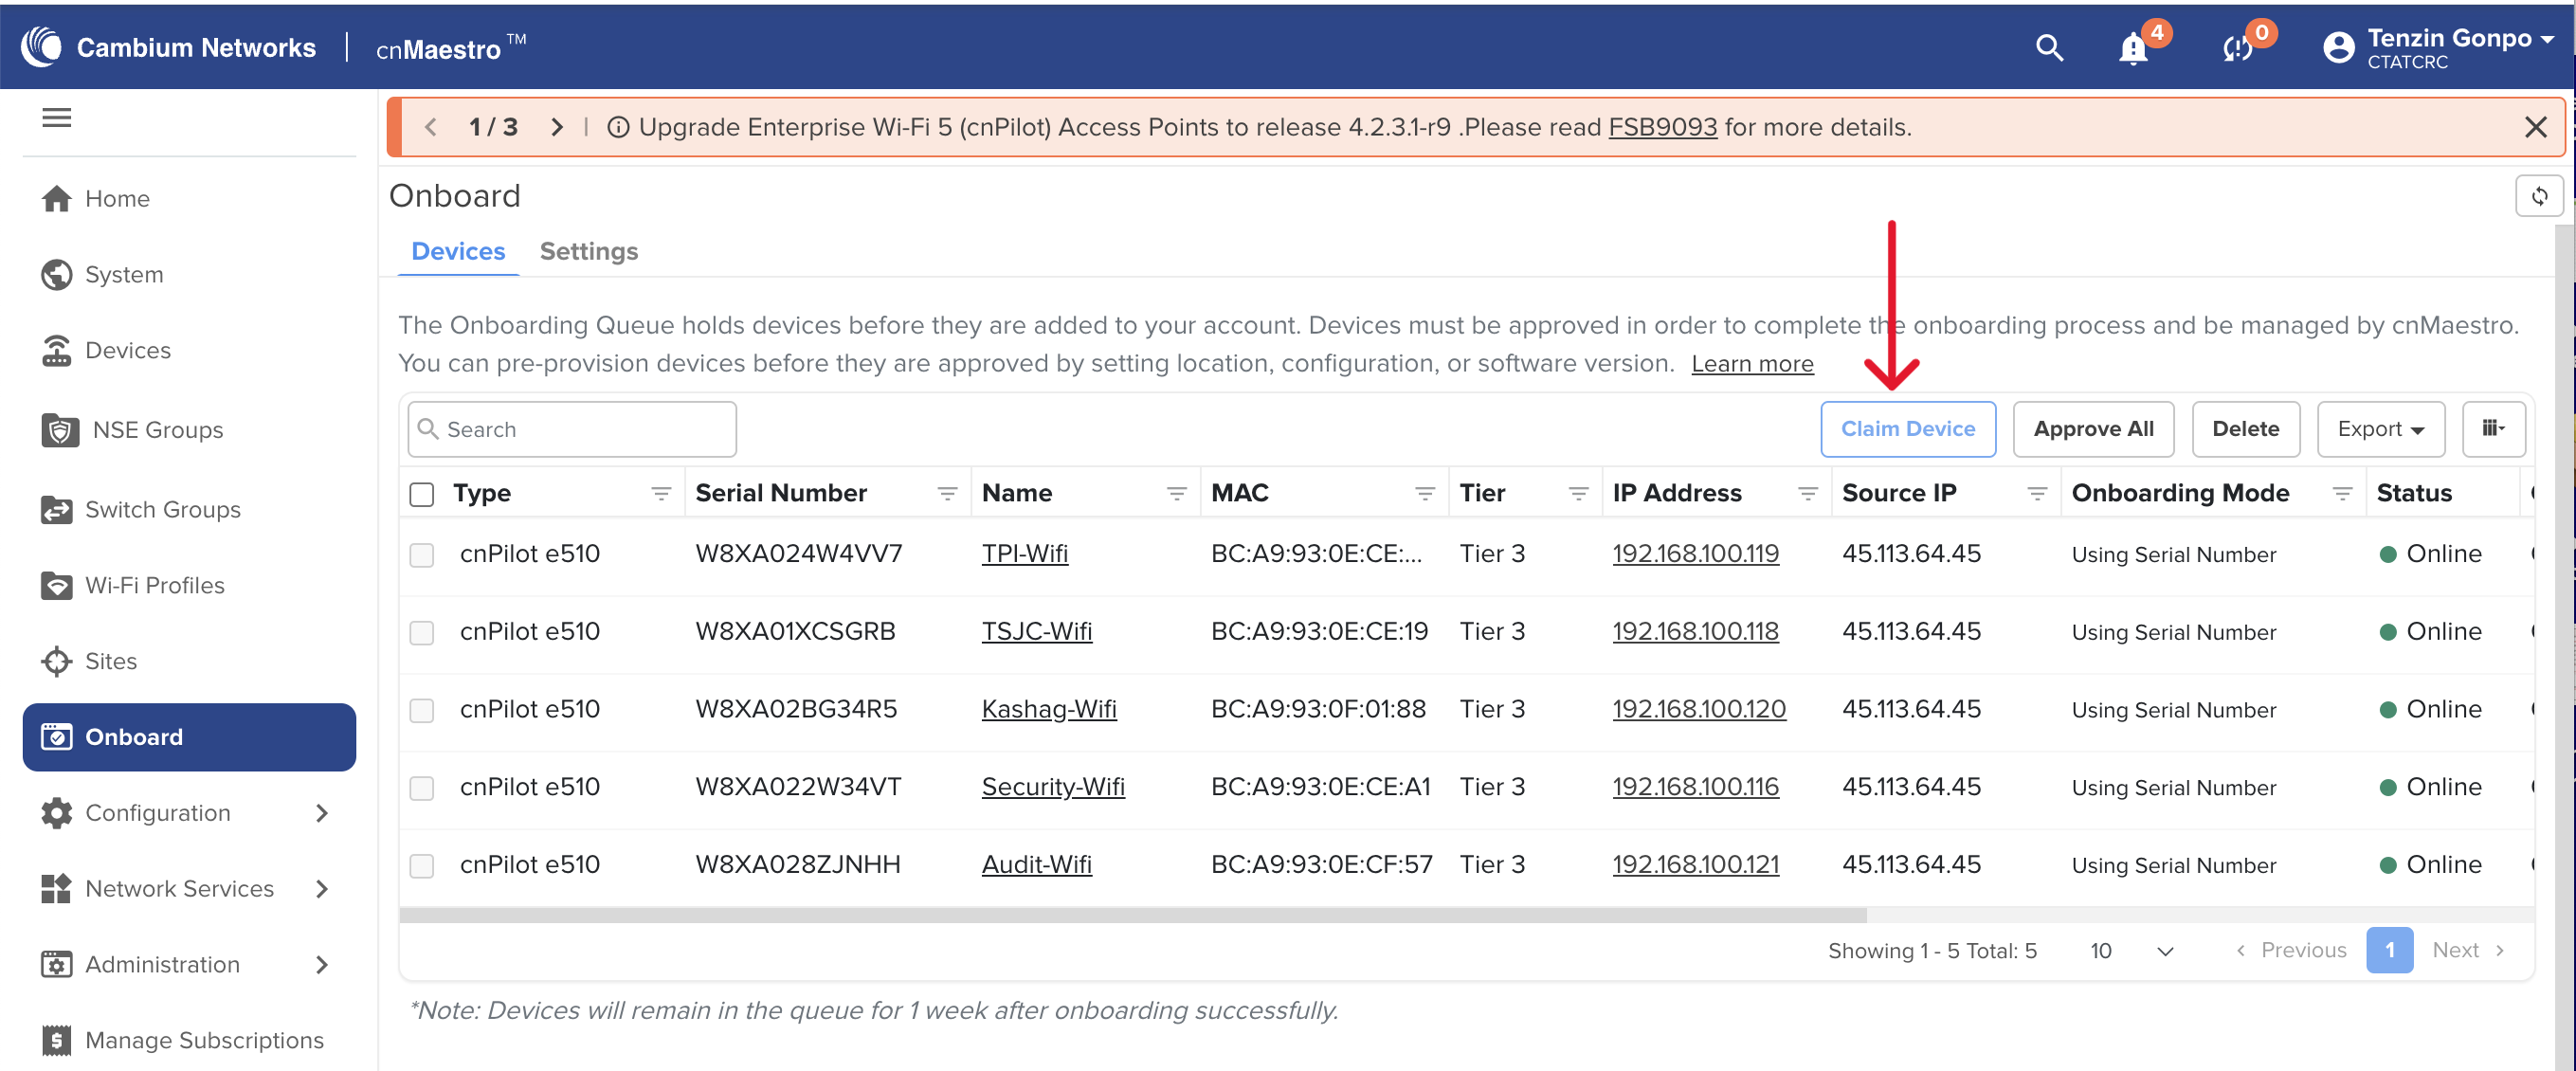 Cambium Networks | cnMaestro™
4
0
Tenzin Gonpo
CTATCRC
1 / 3 | Upgrade Enterprise Wi-Fi 5 (cnPilot) Access Points to release 4.2.3.1-r9 .Please read FSB9093 for more details.
Home
System
Devices
NSE Groups
Switch Groups
Wi-Fi Profiles
Sites
Onboard
Configuration
Network Services
Administration
Manage Subscriptions
Onboard
Devices Settings
The Onboarding Queue holds devices before they are added to your account. Devices must be approved in order to complete the onboarding process and be managed by cnMaestro.
You can pre-provision devices before they are approved by setting location, configuration, or software version. Learn more
Search Claim Device Approve All Delete Export
Type Serial Number Name MAC Tier IP Address Source IP Onboarding Mode Status
cnPilot e510 W8XA024W4VV7 TPI-Wifi BC:A9:93:0E:CE:... Tier 3 192.168.100.119 45.113.64.45 Using Serial Number Online
cnPilot e510 W8XA01XCSGRB TSJC-Wifi BC:A9:93:0E:CE:19 Tier 3 192.168.100.118 45.113.64.45 Using Serial Number Online
cnPilot e510 W8XA02BG34R5 Kashag-Wifi BC:A9:93:0F:01:88 Tier 3 192.168.100.120 45.113.64.45 Using Serial Number Online
cnPilot e510 W8XA022W34VT Security-Wifi BC:A9:93:0E:CE:A1 Tier 3 192.168.100.116 45.113.64.45 Using Serial Number Online
cnPilot e510 W8XA028ZJNHH Audit-Wifi BC:A9:93:0E:CF:57 Tier 3 192.168.100.121 45.113.64.45 Using Serial Number Online
Showing 1 - 5 Total: 5 10 ‹ Previous 1 Next ›
*Note: Devices will remain in the queue for 1 week after onboarding successfully.